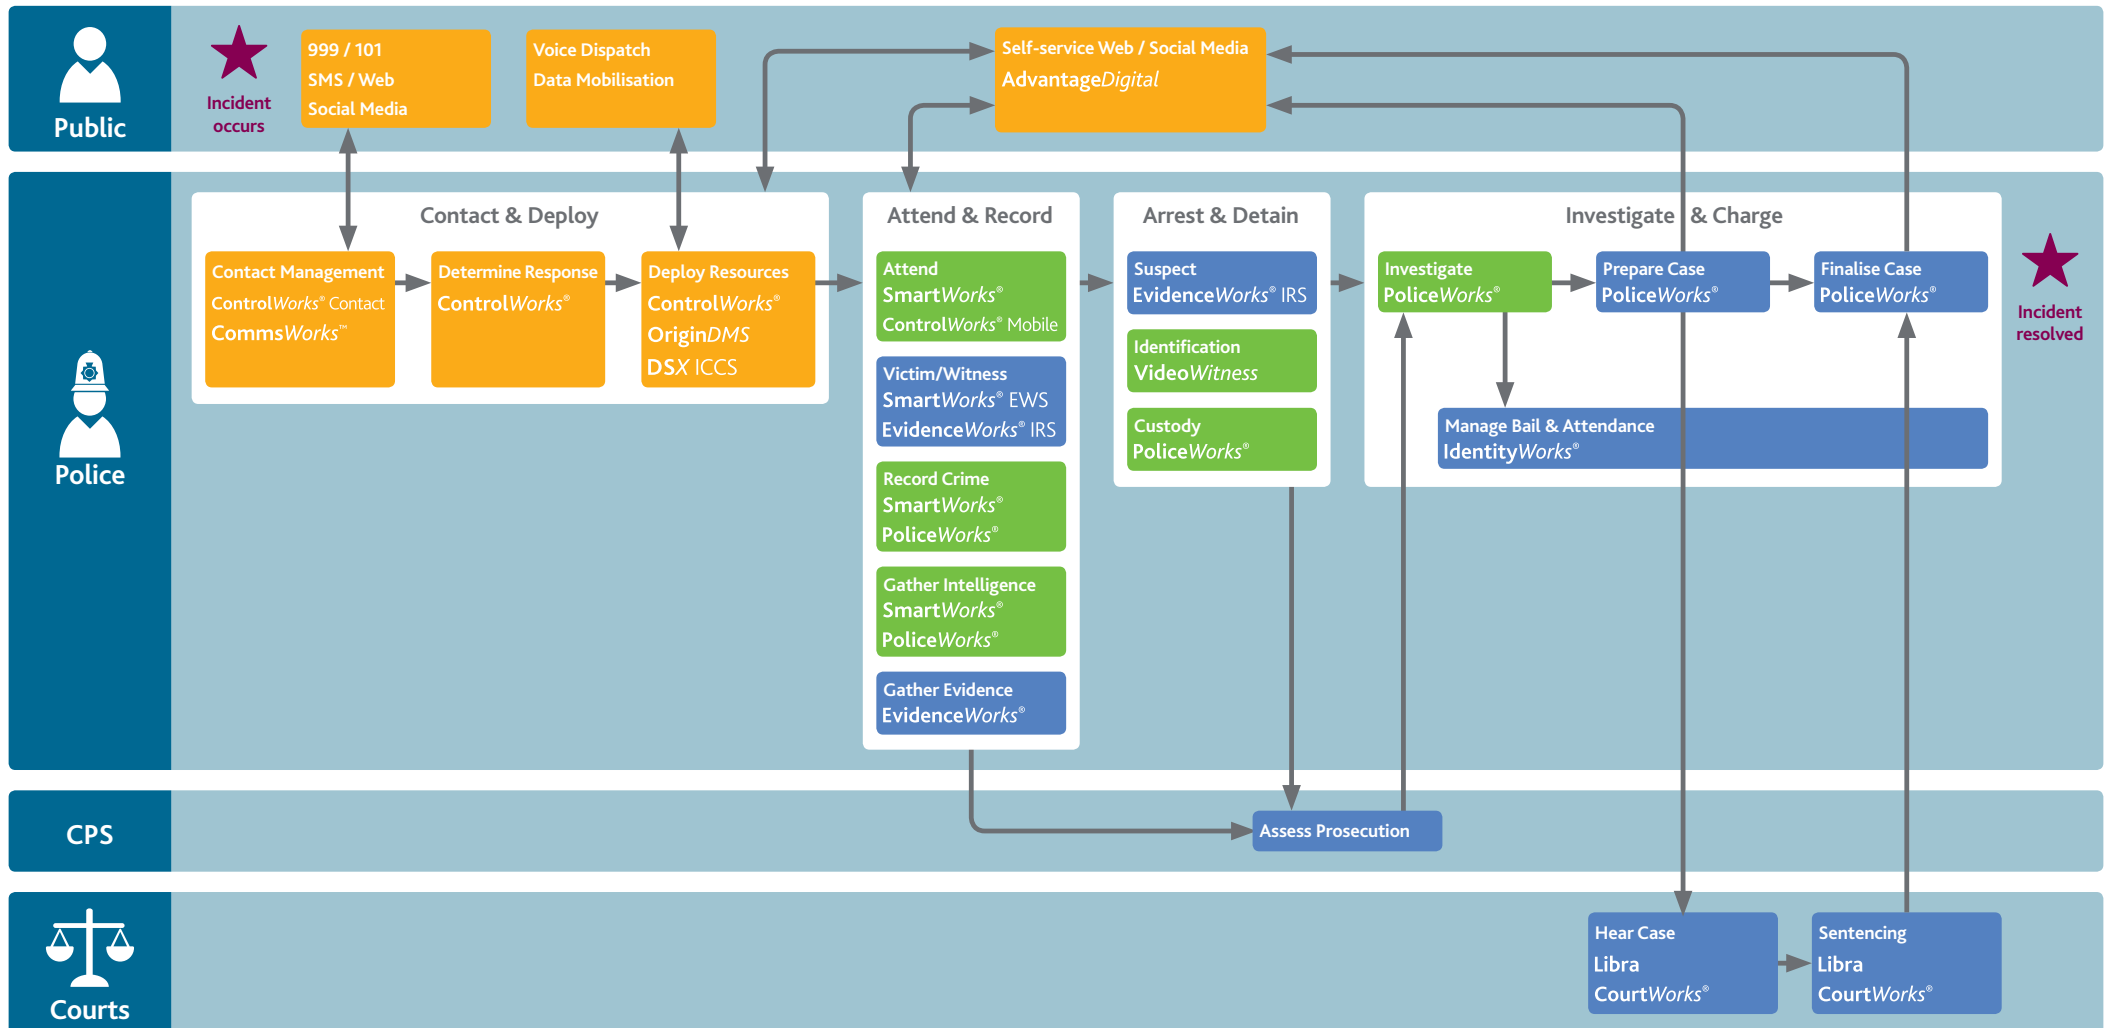 Public
Incident
occurs
999 / 101
SMS / Web
Social Media
Voice Dispatch
Data Mobilisation
Self-service Web / Social Media
AdvantageDigital
Police
Contact & Deploy
Contact Management
ControlWorks® Contact
CommsWorks™
Determine Response
ControlWorks®
Deploy Resources
ControlWorks®
OriginDMS
DSX ICCS
Attend & Record
Attend
SmartWorks®
ControlWorks® Mobile
Victim/Witness
SmartWorks® EWS
EvidenceWorks® IRS
Record Crime
SmartWorks®
PoliceWorks®
Gather Intelligence
SmartWorks®
PoliceWorks®
Gather Evidence
EvidenceWorks®
Arrest & Detain
Suspect
EvidenceWorks® IRS
Identification
VideoWitness
Custody
PoliceWorks®
Investigate & Charge
Investigate
PoliceWorks®
Prepare Case
PoliceWorks®
Finalise Case
PoliceWorks®
Manage Bail & Attendance
IdentityWorks®
Incident
resolved
CPS
Assess Prosecution
Courts
Hear Case
Libra
CourtWorks®
Sentencing
Libra
CourtWorks®